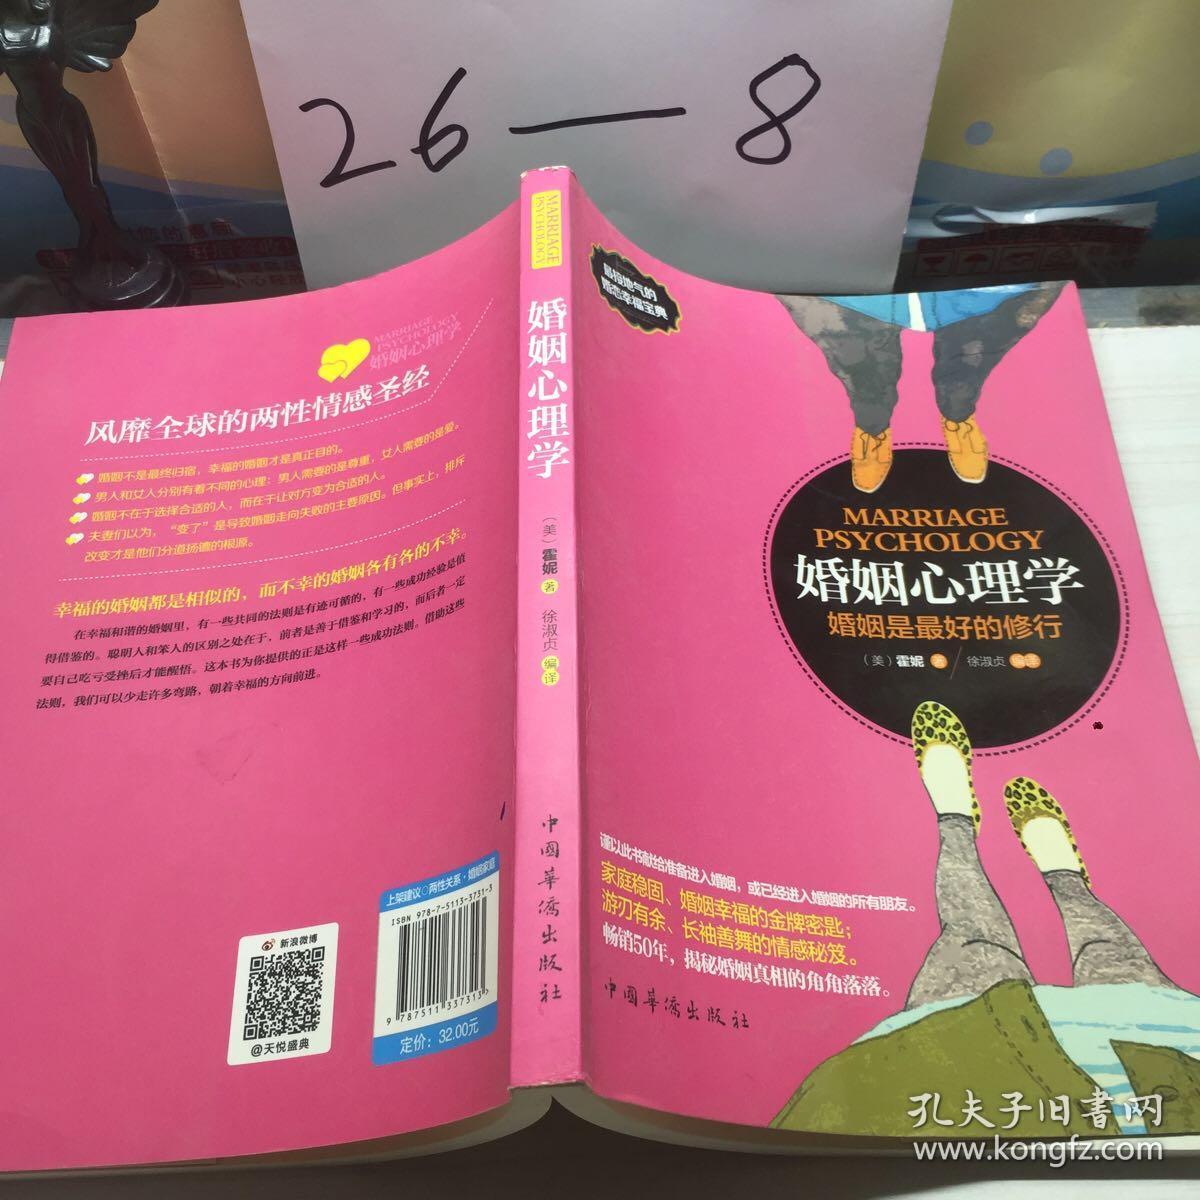 26—8
MARRIAGE
PSYCHOLOGY
婚姻心理学
风靡全球的两性情感圣经
婚姻不是最终归宿，幸福的婚姻才是真正目的。
男人和女人分别有着不同的心理：男人需要的是尊重，女人需要的是爱。
婚姻不在于选择合适的人，而在于让对方变为合适的人。
夫妻们以为，“变了”是导致婚姻走向失败的主要原因。但事实上，排斥
改变才是他们分道扬镳的根源。
幸福的婚姻都是相似的，而不幸的婚姻各有各的不幸。
在幸福和谐的婚姻里，有一些共同的法则是有迹可循的，有一些成功经验是值
得借鉴的。聪明人和笨人的区别之处在于，前者是善于借鉴和学习的，而后者一定
要自己吃亏受挫后才能醒悟。这本书为你提供的正是这样一些成功法则。借助这些
法则，我们可以少走许多弯路，朝着幸福的方向前进。
新浪微博
@天悦盛典
上架建议○两性关系·婚姻家庭
ISBN 978-7-5113-3731-3
9 787511 337313
定价：32.00元
MARRIAGE
PSYCHOLOGY
婚姻心理学
（美）霍妮 著
徐淑贞 编译
中國華僑出版社
最接地气的
婚恋幸福宝典
MARRIAGE
PSYCHOLOGY
婚姻心理学
婚姻是最好的修行
（美）霍妮 著 / 徐淑贞 编译
谨以此书献给准备进入婚姻，或已经进入婚姻的所有朋友。
家庭稳固、婚姻幸福的金牌密匙；
游刃有余、长袖善舞的情感秘笈。
畅销50年，揭秘婚姻真相的角角落落。
中國華僑出版社
孔夫子旧书网
www.kongfz.com